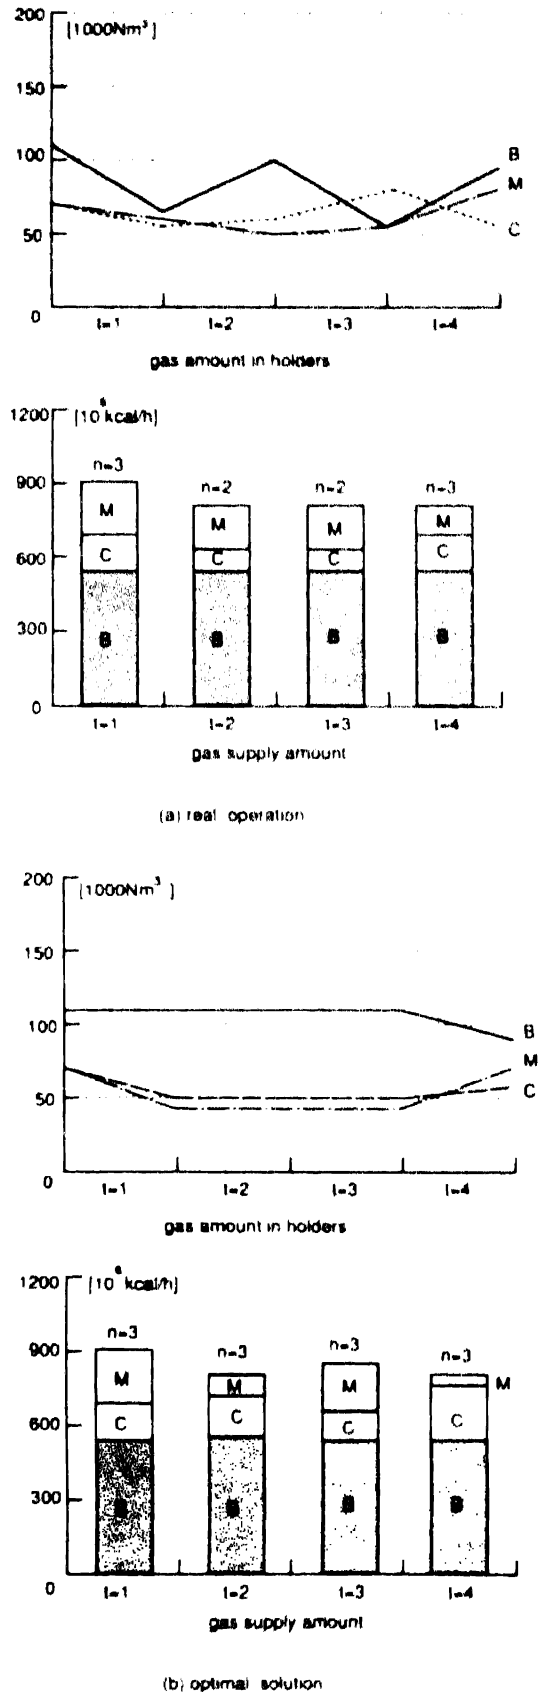 200
[1000Nm³]
150
100
B
M
50
C
0
t=1 t=2 t=3 t=4
gas amount in holders
1200
[10⁶ kcal/h]
n=3
900
n=2 n=2 n=3
M M M M
600
C C C C
300
B B B B
0
t=1 t=2 t=3 t=4
gas supply amount
(a) real operation
200
[1000Nm³ ]
150
100
B
M
50
C
0
t=1 t=2 t=3 t=4
gas amount in holders
1200
[10⁶ kcal/h]
n=3
900
n=3 n=3 n=3
M M M M
C C C C
600
300
B B B B
0
t=1 t=2 t=3 t=4
gas supply amount
(b) optimal solution